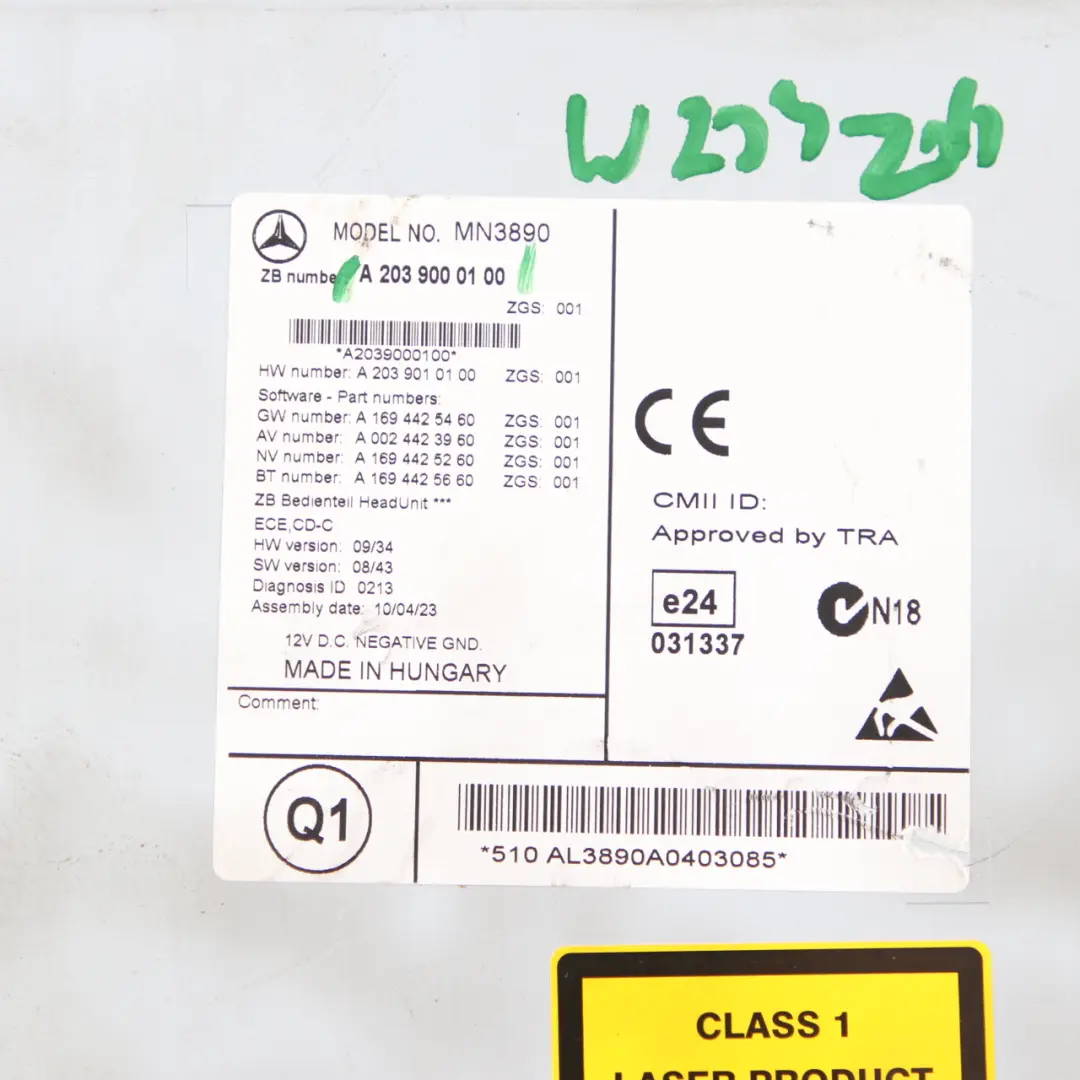 W203
MODEL NO. MN3890
ZB number A 203 900 01 00
ZGS: 001
*A2039000100*
HW number: A 203 901 01 00 ZGS: 001
Software - Part numbers:
GW number: A 169 442 54 60 ZGS: 001
AV number: A 002 442 39 60 ZGS: 001
NV number: A 169 442 52 60 ZGS: 001
BT number: A 169 442 56 60 ZGS: 001
ZB Bedienteil HeadUnit ***
ECE,CD-C
HW version: 09/34
SW version: 08/43
Diagnosis ID 0213
Assembly date: 10/04/23
12V D.C. NEGATIVE GND.
MADE IN HUNGARY
Comment:
CE
CMII ID:
Approved by TRA
e24
031337
N18
Q1
*510 AL3890A0403085*
CLASS 1
LASER PRODUCT